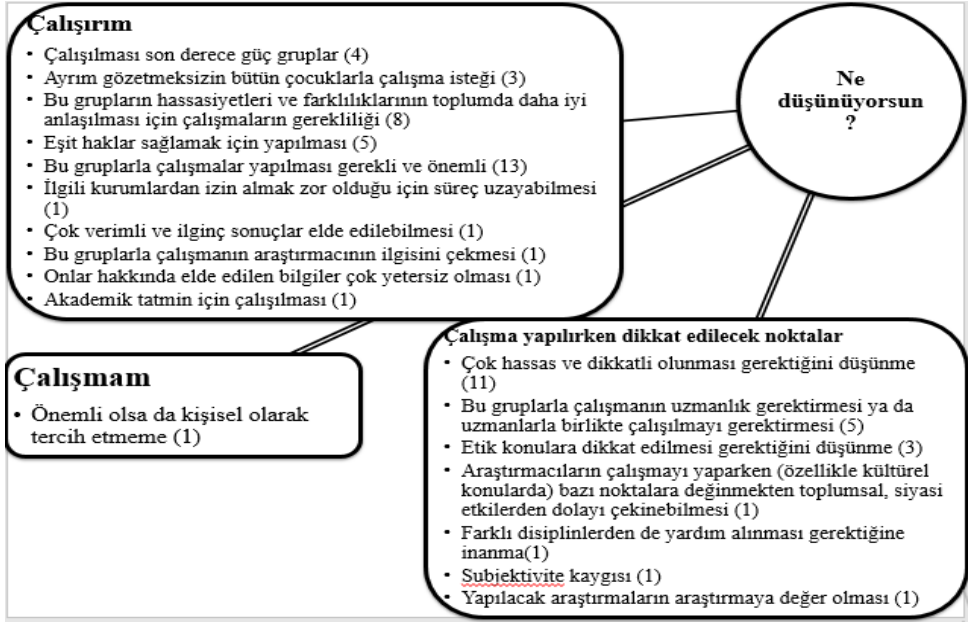 Çalışırım
• Çalışılması son derece güç gruplar (4)
• Ayrım gözetmeksizin bütün çocuklarla çalışma isteği (3)
• Bu grupların hassasiyetleri ve farklılıklarının toplumda daha iyi
anlaşılması için çalışmaların gerekliliği (8)
• Eşit haklar sağlamak için yapılması (5)
• Bu gruplarla çalışmalar yapılması gerekli ve önemli (13)
• İlgili kurumlardan izin almak zor olduğu için süreç uzayabilmesi
(1)
• Çok verimli ve ilginç sonuçlar elde edilebilmesi (1)
• Bu gruplarla çalışmanın araştırmacının ilgisini çekmesi (1)
• Onlar hakkında elde edilen bilgiler çok yetersiz olması (1)
• Akademik tatmin için çalışılması (1)
Ne
düşünüyorsun
?
Çalışmam
• Önemli olsa da kişisel olarak
tercih etmeme (1)
Çalışma yapılırken dikkat edilecek noktalar
• Çok hassas ve dikkatli olunması gerektiğini düşünme
(11)
• Bu gruplarla çalışmanın uzmanlık gerektirmesi ya da
uzmanlarla birlikte çalışılmayı gerektirmesi (5)
• Etik konulara dikkat edilmesi gerektiğini düşünme (3)
• Araştırmacıların çalışmayı yaparken (özellikle kültürel
konularda) bazı noktalara değinmekten toplumsal, siyasi
etkilerden dolayı çekinebilmesi (1)
• Farklı disiplinlerden de yardım alınması gerektiğine
inanma(1)
• Subjektivite kaygısı (1)
• Yapılacak araştırmaların araştırmaya değer olması (1)